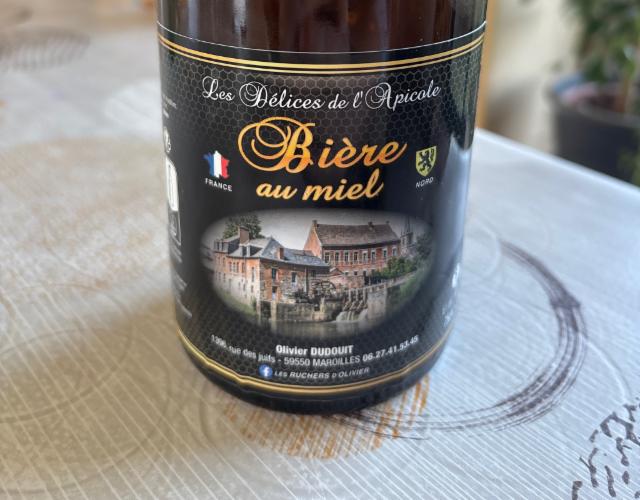 Les Délices de l'Apicole
Bière
au miel
FRANCE
NORD
Olivier DUDOUIT
1396, rue des juifs - 59550 MAROILLES 06.27.41.53.45
LES RUCHERS D'OLIVIER